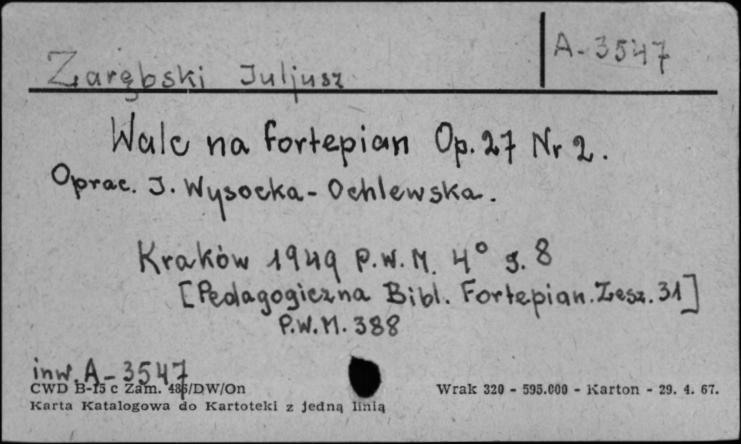 A-3547
Zarębski Juljusz
Walc na fortepian Op. 27 Nr 2.
Oprac. J. Wysocka-Ochlewska.
Kraków 1949 P.W.M. 4° s. 8
[Pedagogiczna Bibl. Fortepian. Zesz. 31]
P.W.M. 388
inw. A-3547
CWD B-15 c Zam. 486/DW/On Wrak 320 - 595.000 - Karton - 29. 4. 67.
Karta Katalogowa do Kartoteki z jedną linią